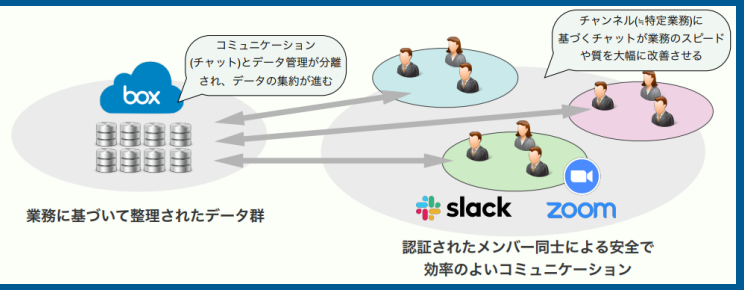 コミュニケーション
(チャット)とデータ管理が分離
され、データの集約が進む
チャンネル(≒特定業務)に
基づくチャットが業務のスピード
や質を大幅に改善させる
box
業務に基づいて整理されたデータ群
slack
zoom
認証されたメンバー同士による安全で
効率のよいコミュニケーション